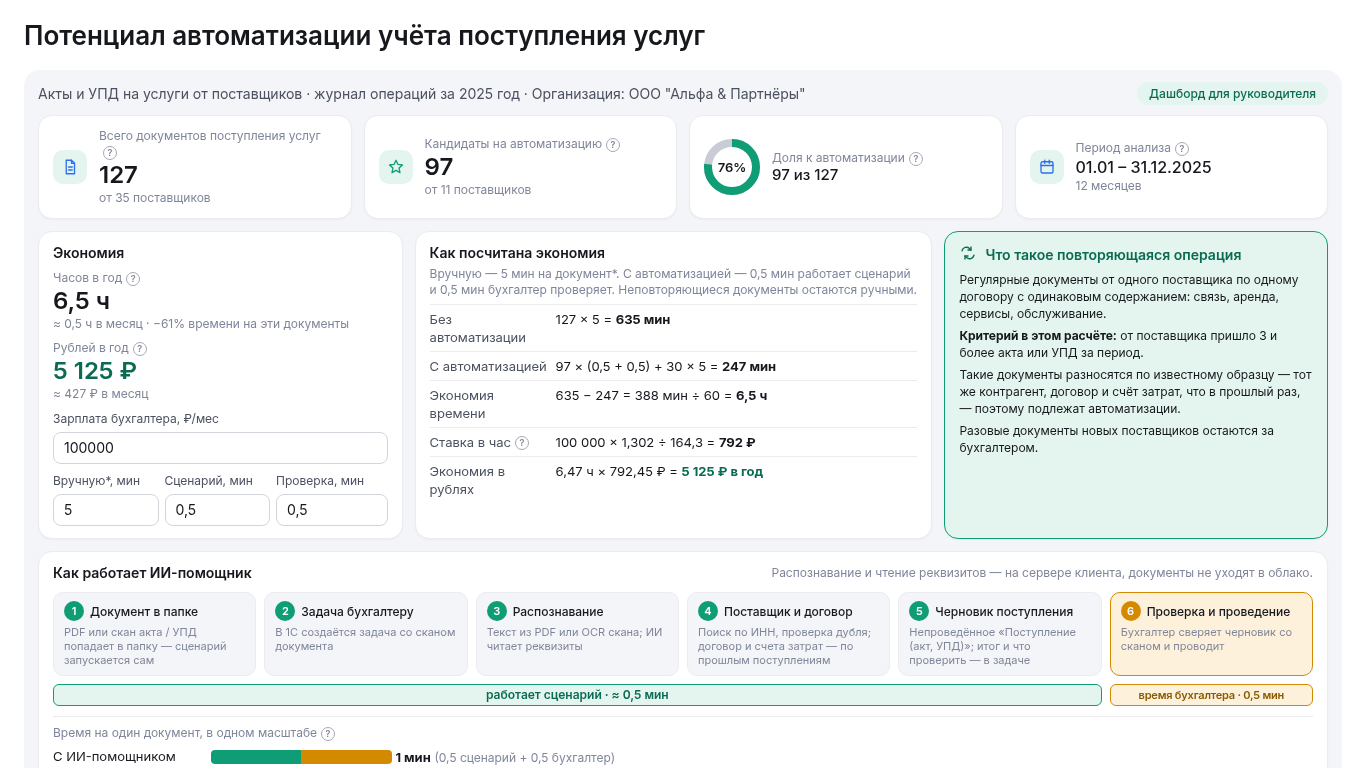 Потенциал автоматизации учёта поступления услуг
Акты и УПД на услуги от поставщиков · журнал операций за 2025 год · Организация: ООО "Альфа & Партнёры"
Дашборд для руководителя
Всего документов поступления услуг
?
127
от 35 поставщиков
Кандидаты на автоматизацию ?
97
от 11 поставщиков
76%
Доля к автоматизации ?
97 из 127
Период анализа ?
01.01 – 31.12.2025
12 месяцев
Экономия
Часов в год ?
6,5 ч
≈ 0,5 ч в месяц · −61% времени на эти документы
Рублей в год ?
5 125 ₽
≈ 427 ₽ в месяц
Зарплата бухгалтера, ₽/мес
100000
Вручную*, мин
Сценарий, мин
Проверка, мин
5
0,5
0,5
Как посчитана экономия
Вручную — 5 мин на документ*. С автоматизацией — 0,5 мин работает сценарий
и 0,5 мин бухгалтер проверяет. Неповторяющиеся документы остаются ручными.
Без
автоматизации
127 × 5 = 635 мин
С автоматизацией
97 × (0,5 + 0,5) + 30 × 5 = 247 мин
Экономия
времени
635 − 247 = 388 мин ÷ 60 = 6,5 ч
Ставка в час ?
100 000 × 1,302 ÷ 164,3 = 792 ₽
Экономия в
рублях
6,47 ч × 792,45 ₽ = 5 125 ₽ в год
Что такое повторяющаяся операция
Регулярные документы от одного поставщика по одному
договору с одинаковым содержанием: связь, аренда,
сервисы, обслуживание.
Критерий в этом расчёте: от поставщика пришло 3 и
более акта или УПД за период.
Такие документы разносятся по известному образцу — тот
же контрагент, договор и счёт затрат, что в прошлый раз,
— поэтому подлежат автоматизации.
Разовые документы новых поставщиков остаются за
бухгалтером.
Как работает ИИ-помощник
Распознавание и чтение реквизитов — на сервере клиента, документы не уходят в облако.
1 Документ в папке
PDF или скан акта / УПД
попадает в папку — сценарий
запускается сам
2 Задача бухгалтеру
В 1С создаётся задача со сканом
документа
3 Распознавание
Текст из PDF или OCR скана; ИИ
читает реквизиты
4 Поставщик и договор
Поиск по ИНН, проверка дубля;
договор и счета затрат — по
прошлым поступлениям
5 Черновик поступления
Непроведённое «Поступление
(акт, УПД)»; итог и что
проверить — в задаче
6 Проверка и проведение
Бухгалтер сверяет черновик со
сканом и проводит
работает сценарий · ≈ 0,5 мин
время бухгалтера · 0,5 мин
Время на один документ, в одном масштабе ?
С ИИ-помощником
1 мин (0,5 сценарий + 0,5 бухгалтер)